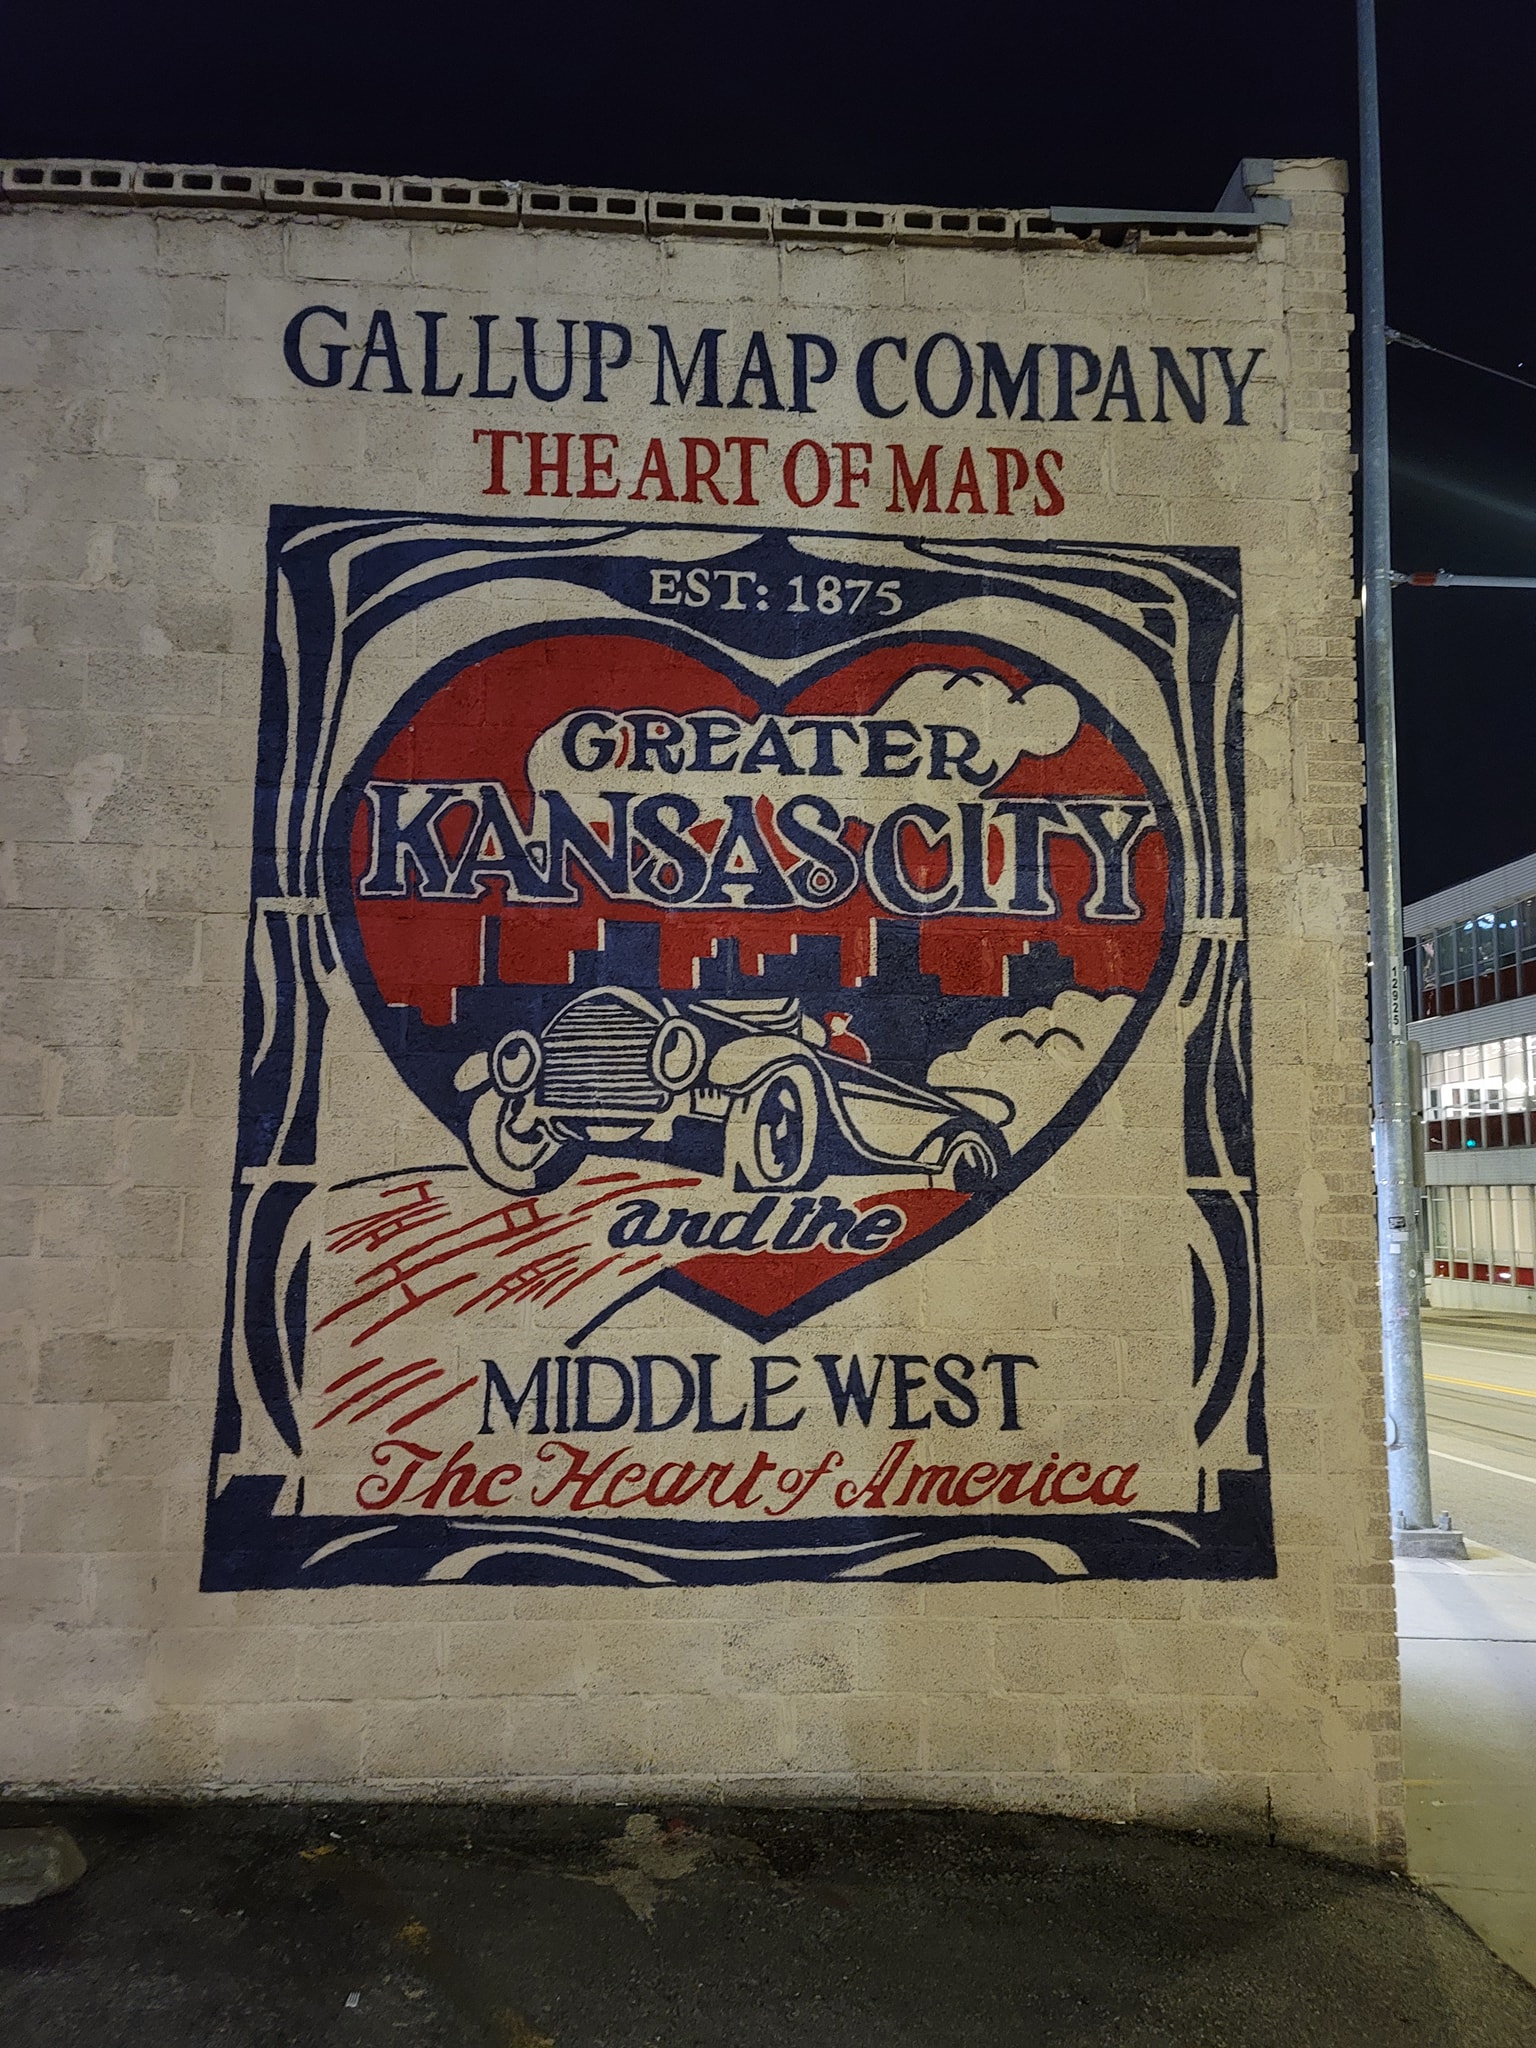 GALLUP MAP COMPANY
THE ART OF MAPS
EST: 1875
GREATER
KANSAS CITY
and the
MIDDLE WEST
The Heart of America
12925